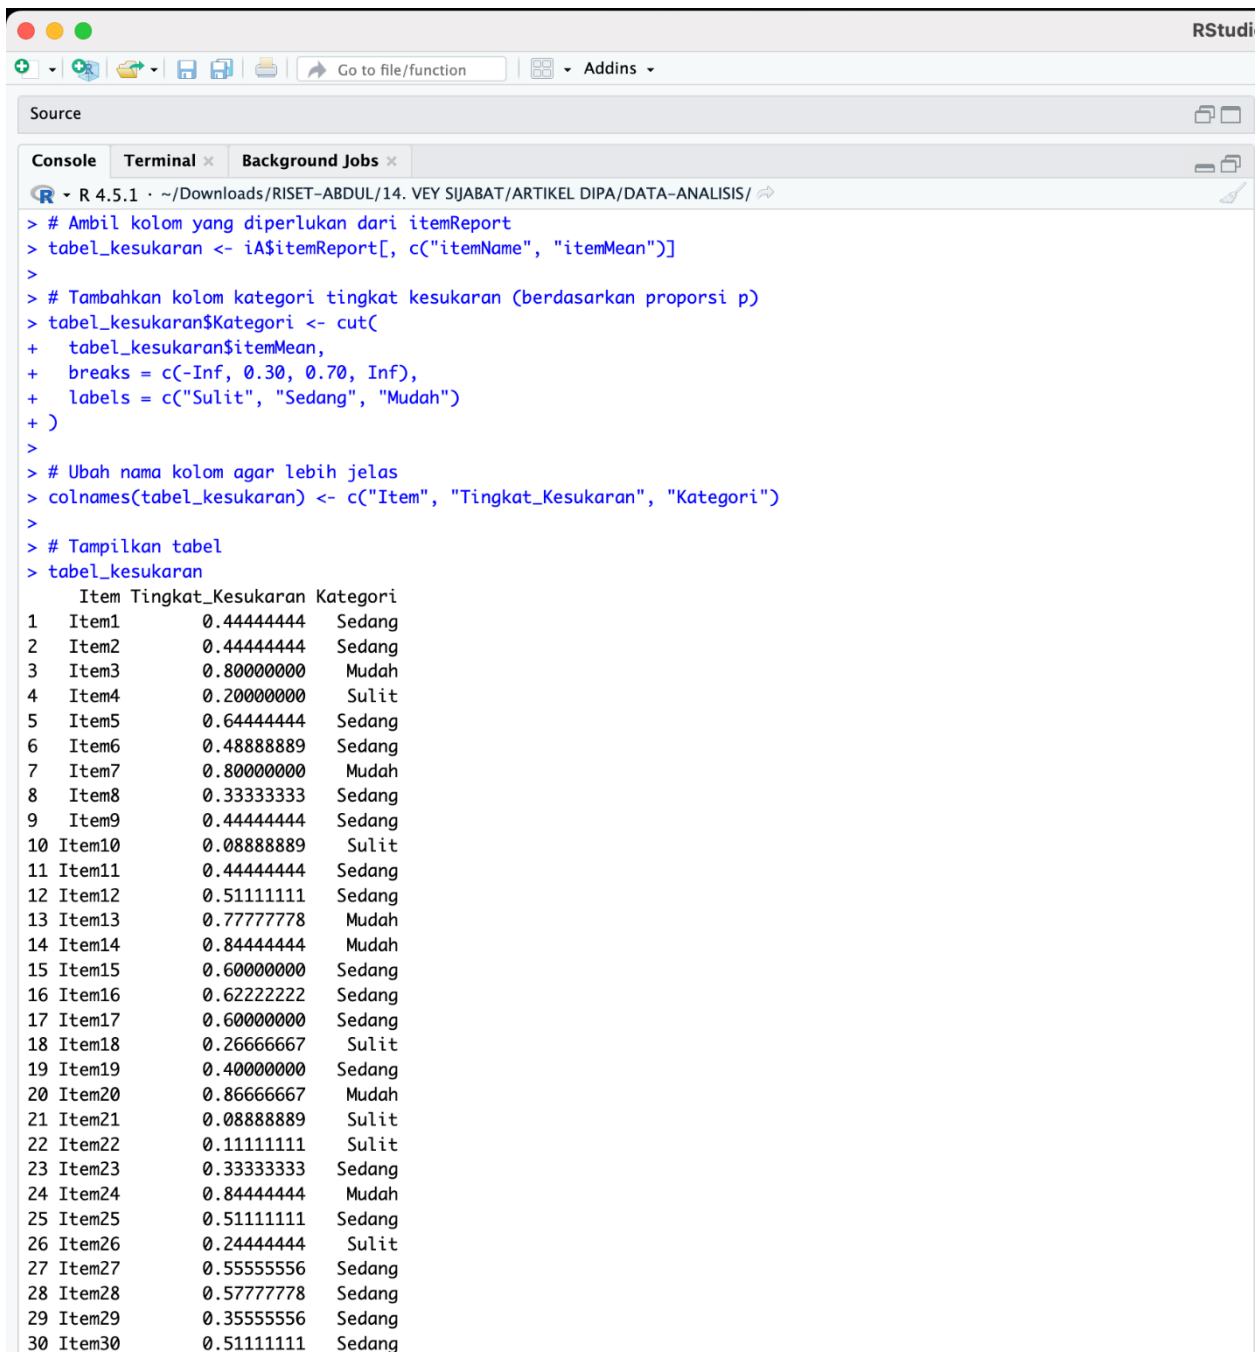 RStudi
Go to file/function
Addins
Source
Console Terminal × Background Jobs ×
R 4.5.1 · ~/Downloads/RISET-ABDUL/14. VEY SIJABAT/ARTIKEL DIPA/DATA-ANALISIS/
> # Ambil kolom yang diperlukan dari itemReport
> tabel_kesukaran <- iA$itemReport[, c("itemName", "itemMean")]
>
> # Tambahkan kolom kategori tingkat kesukaran (berdasarkan proporsi p)
> tabel_kesukaran$Kategori <- cut(
+   tabel_kesukaran$itemMean,
+   breaks = c(-Inf, 0.30, 0.70, Inf),
+   labels = c("Sulit", "Sedang", "Mudah")
+ )
>
> # Ubah nama kolom agar lebih jelas
> colnames(tabel_kesukaran) <- c("Item", "Tingkat_Kesukaran", "Kategori")
>
> # Tampilkan tabel
> tabel_kesukaran
Item Tingkat_Kesukaran Kategori
1 Item1 0.44444444 Sedang
2 Item2 0.44444444 Sedang
3 Item3 0.80000000 Mudah
4 Item4 0.20000000 Sulit
5 Item5 0.64444444 Sedang
6 Item6 0.48888889 Sedang
7 Item7 0.80000000 Mudah
8 Item8 0.33333333 Sedang
9 Item9 0.44444444 Sedang
10 Item10 0.08888889 Sulit
11 Item11 0.44444444 Sedang
12 Item12 0.51111111 Sedang
13 Item13 0.77777778 Mudah
14 Item14 0.84444444 Mudah
15 Item15 0.60000000 Sedang
16 Item16 0.62222222 Sedang
17 Item17 0.60000000 Sedang
18 Item18 0.26666667 Sulit
19 Item19 0.40000000 Sedang
20 Item20 0.86666667 Mudah
21 Item21 0.08888889 Sulit
22 Item22 0.11111111 Sulit
23 Item23 0.33333333 Sedang
24 Item24 0.84444444 Mudah
25 Item25 0.51111111 Sedang
26 Item26 0.24444444 Sulit
27 Item27 0.55555556 Sedang
28 Item28 0.57777778 Sedang
29 Item29 0.35555556 Sedang
30 Item30 0.51111111 Sedang